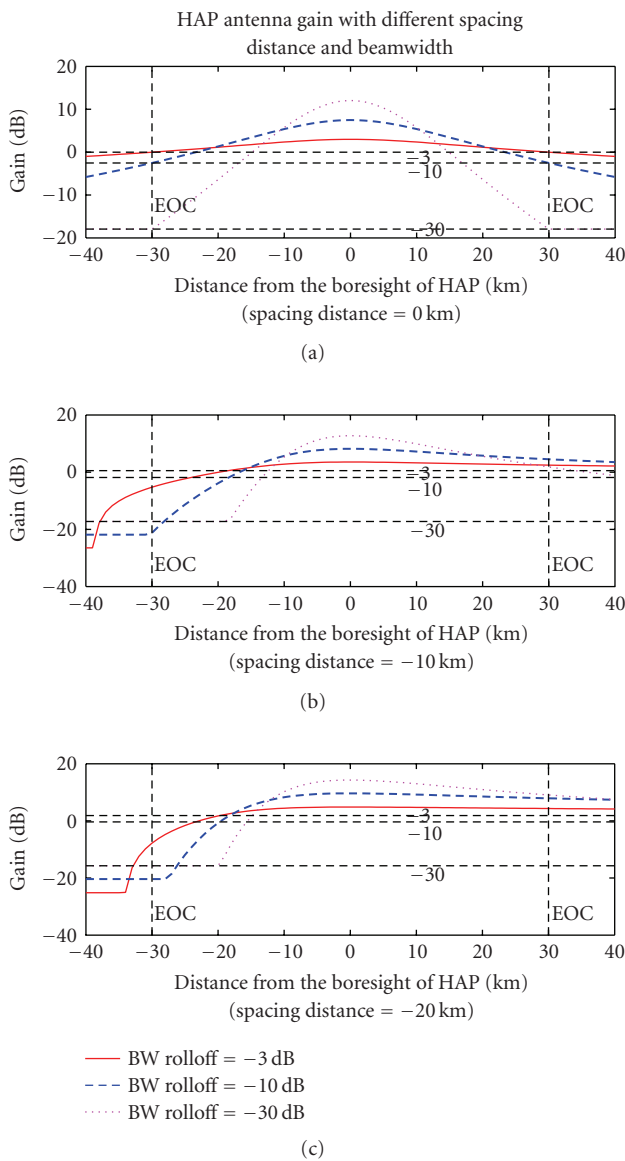 HAP antenna gain with different spacing
distance and beamwidth
Gain (dB)
20
10
0
−10
−20
−3
−10
−30
EOC
EOC
−40 −30 −20 −10 0 10 20 30 40
Distance from the boresight of HAP (km)
(spacing distance = 0 km)
(a)
Gain (dB)
20
0
−20
−40
−3
−10
−30
EOC
EOC
−40 −30 −20 −10 0 10 20 30 40
Distance from the boresight of HAP (km)
(spacing distance = −10 km)
(b)
Gain (dB)
20
0
−20
−40
−3
−10
−30
EOC
EOC
−40 −30 −20 −10 0 10 20 30 40
Distance from the boresight of HAP (km)
(spacing distance = −20 km)
BW rolloff = −3 dB
BW rolloff = −10 dB
BW rolloff = −30 dB
(c)